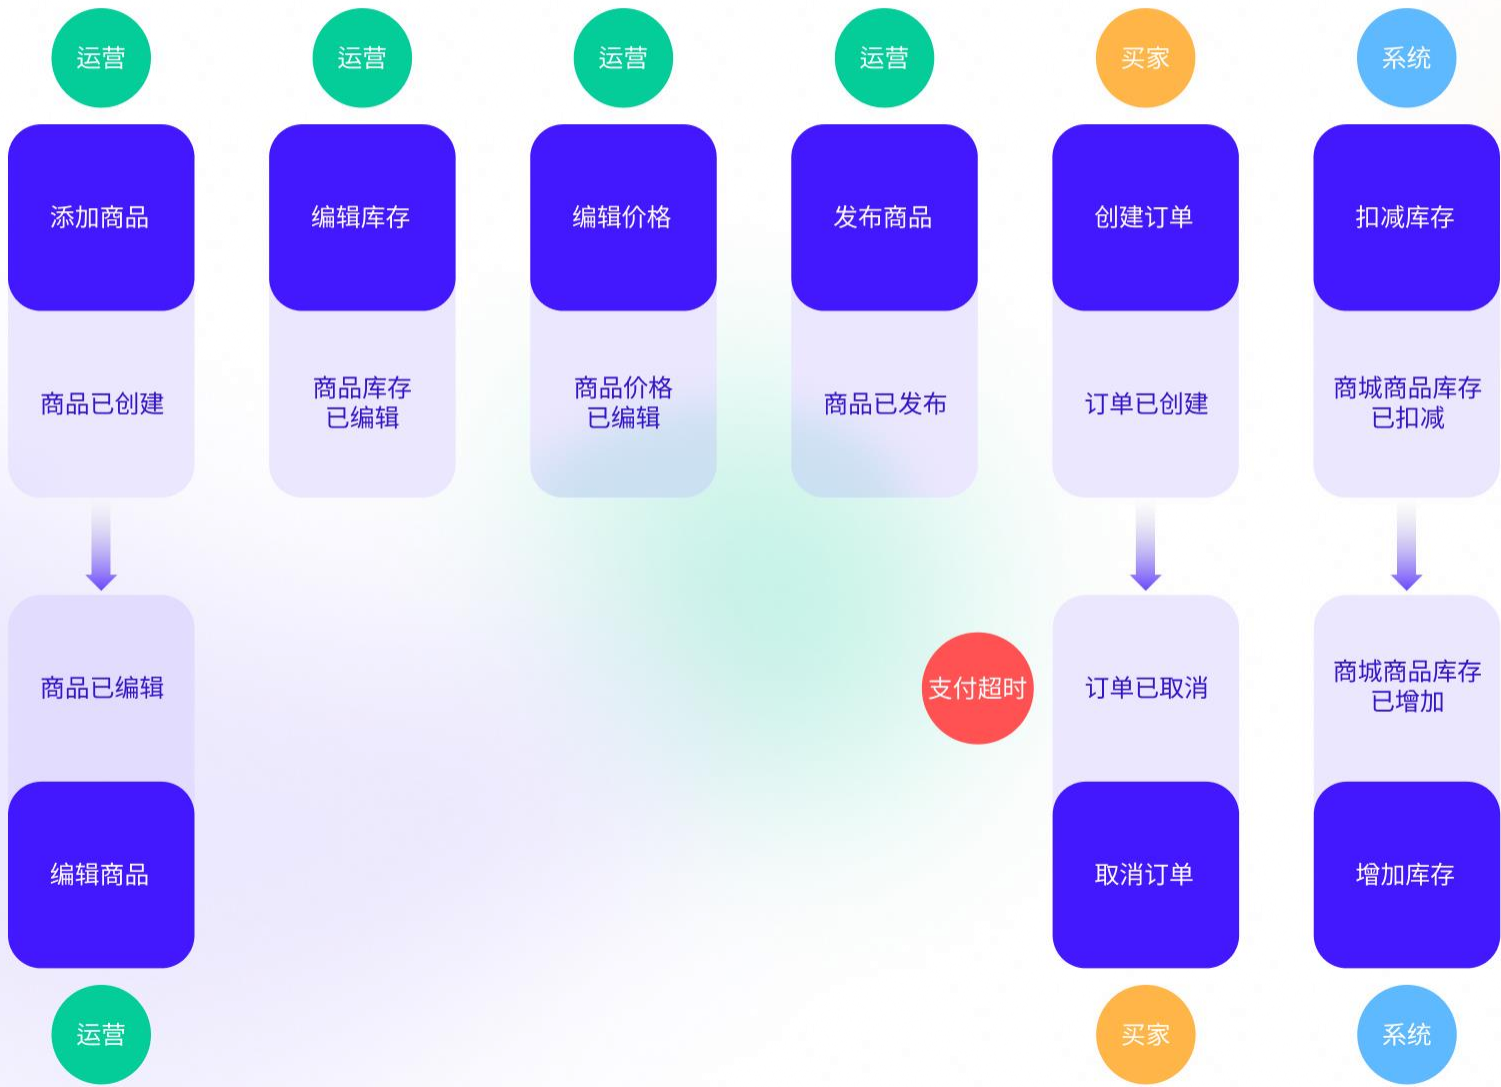 运营
运营
运营
运营
买家
系统
添加商品
编辑库存
编辑价格
发布商品
创建订单
扣减库存
商品已创建
商品库存
已编辑
商品价格
已编辑
商品已发布
订单已创建
商城商品库存
已扣减
商品已编辑
支付超时
订单已取消
商城商品库存
已增加
编辑商品
取消订单
增加库存
运营
买家
系统